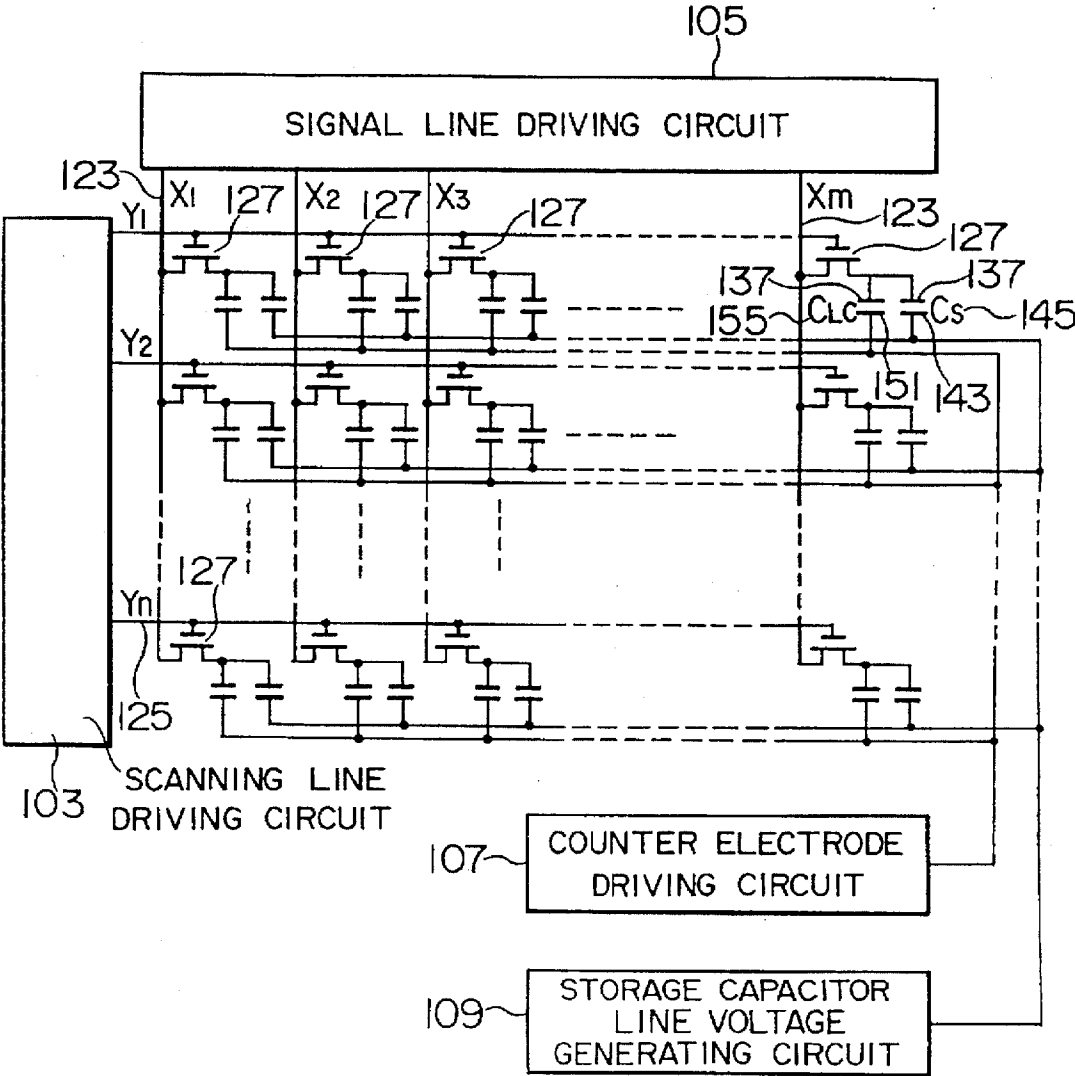 105
SIGNAL LINE DRIVING CIRCUIT
123 X1 127 X2 127 X3 127 Xm 123 127
Y1
137 137
155 CLC Cs 145
Y2
151 143
127
Yn
125
103
SCANNING LINE
DRIVING CIRCUIT
107
COUNTER ELECTRODE
DRIVING CIRCUIT
109
STORAGE CAPACITOR
LINE VOLTAGE
GENERATING CIRCUIT